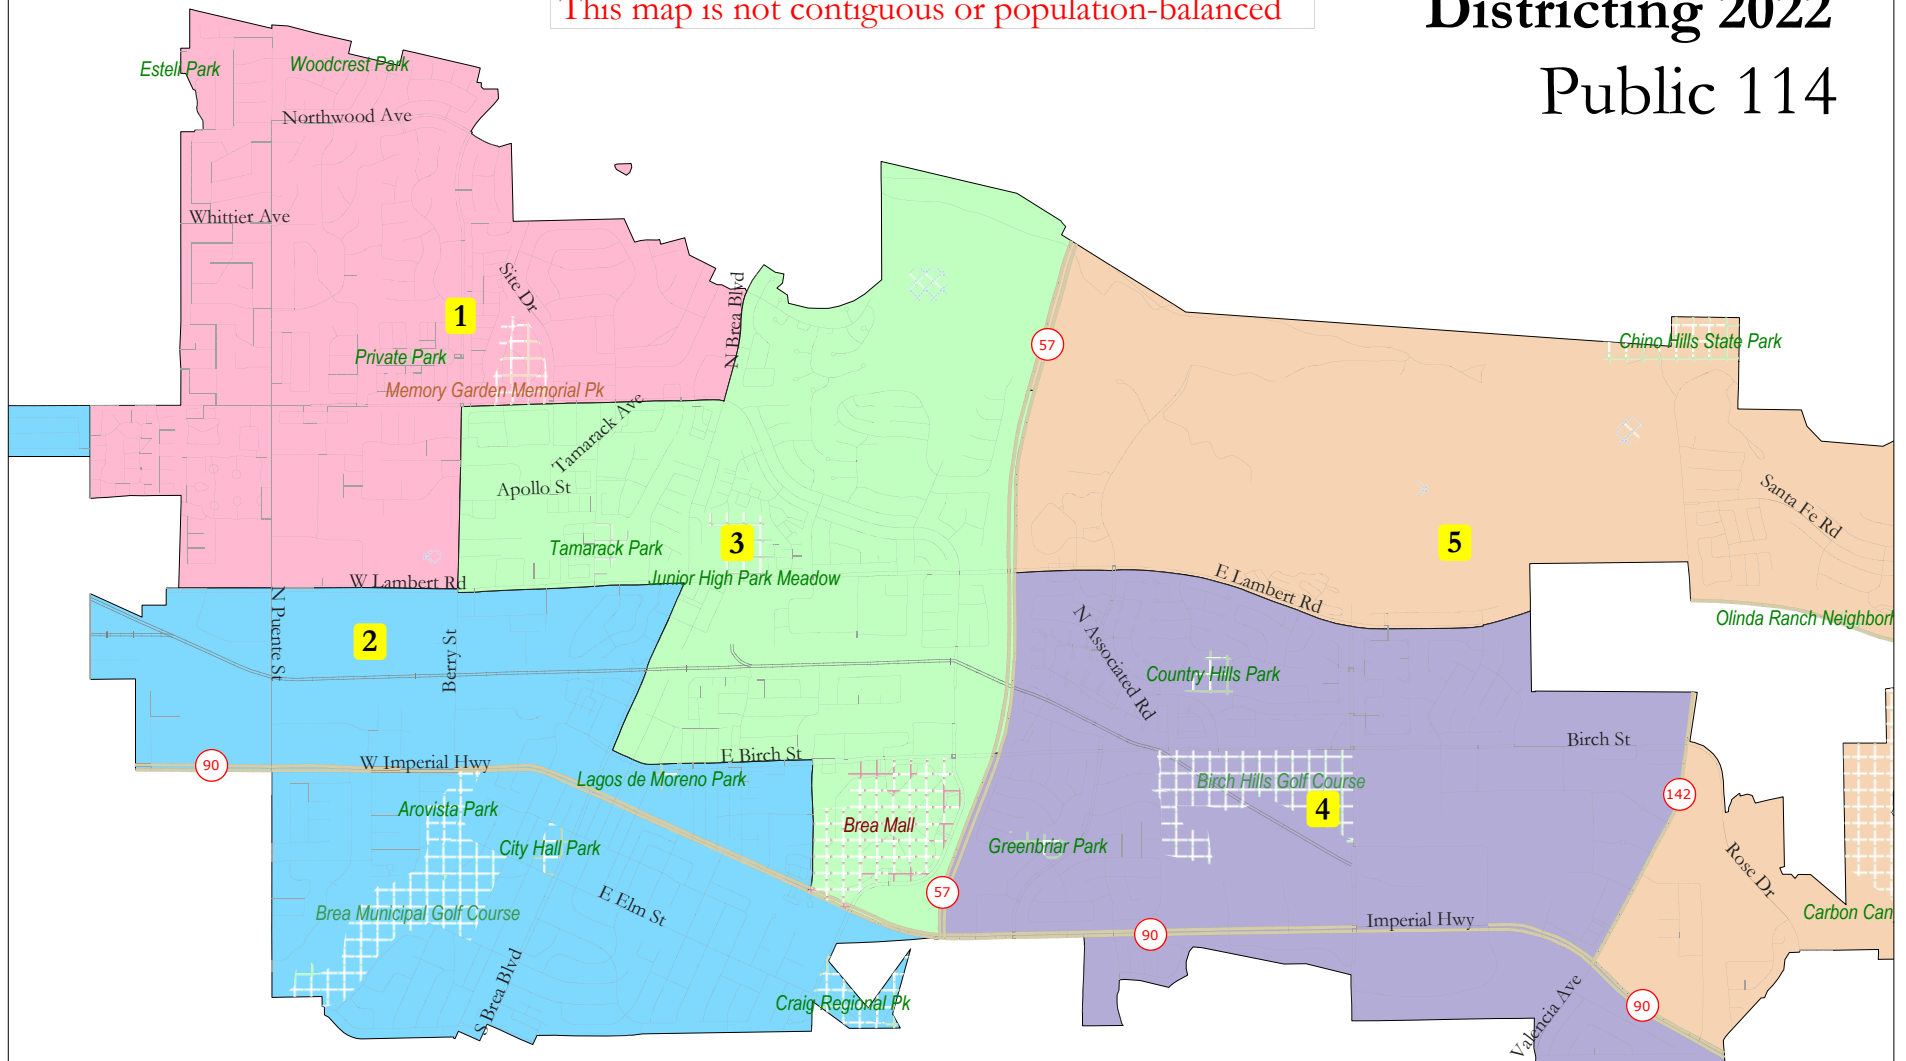 This map is not contiguous or population-balanced
Districting 2022
Public 114
Estell Park
Woodcrest Park
Northwood Ave
Whittier Ave
Site Dr
N Brea Blvd
1
57
Private Park
Chino Hills State Park
Memory Garden Memorial Pk
Tamarack Ave
Apollo St
Santa Fe Rd
Tamarack Park
3
5
Junior High Park Meadow
W Lambert Rd
E Lambert Rd
N Puente St
2
Berry St
N Associated Rd
Olinda Ranch Neighbor
Country Hills Park
90
W Imperial Hwy
E Birch St
Birch St
Lagos de Moreno Park
Birch Hills Golf Course
142
Arovista Park
4
Brea Mall
City Hall Park
Greenbriar Park
Rose Dr
57
E Elm St
Brea Municipal Golf Course
Imperial Hwy
Carbon Can
90
S Brea Blvd
Craig Regional Pk
Valencia Ave
90